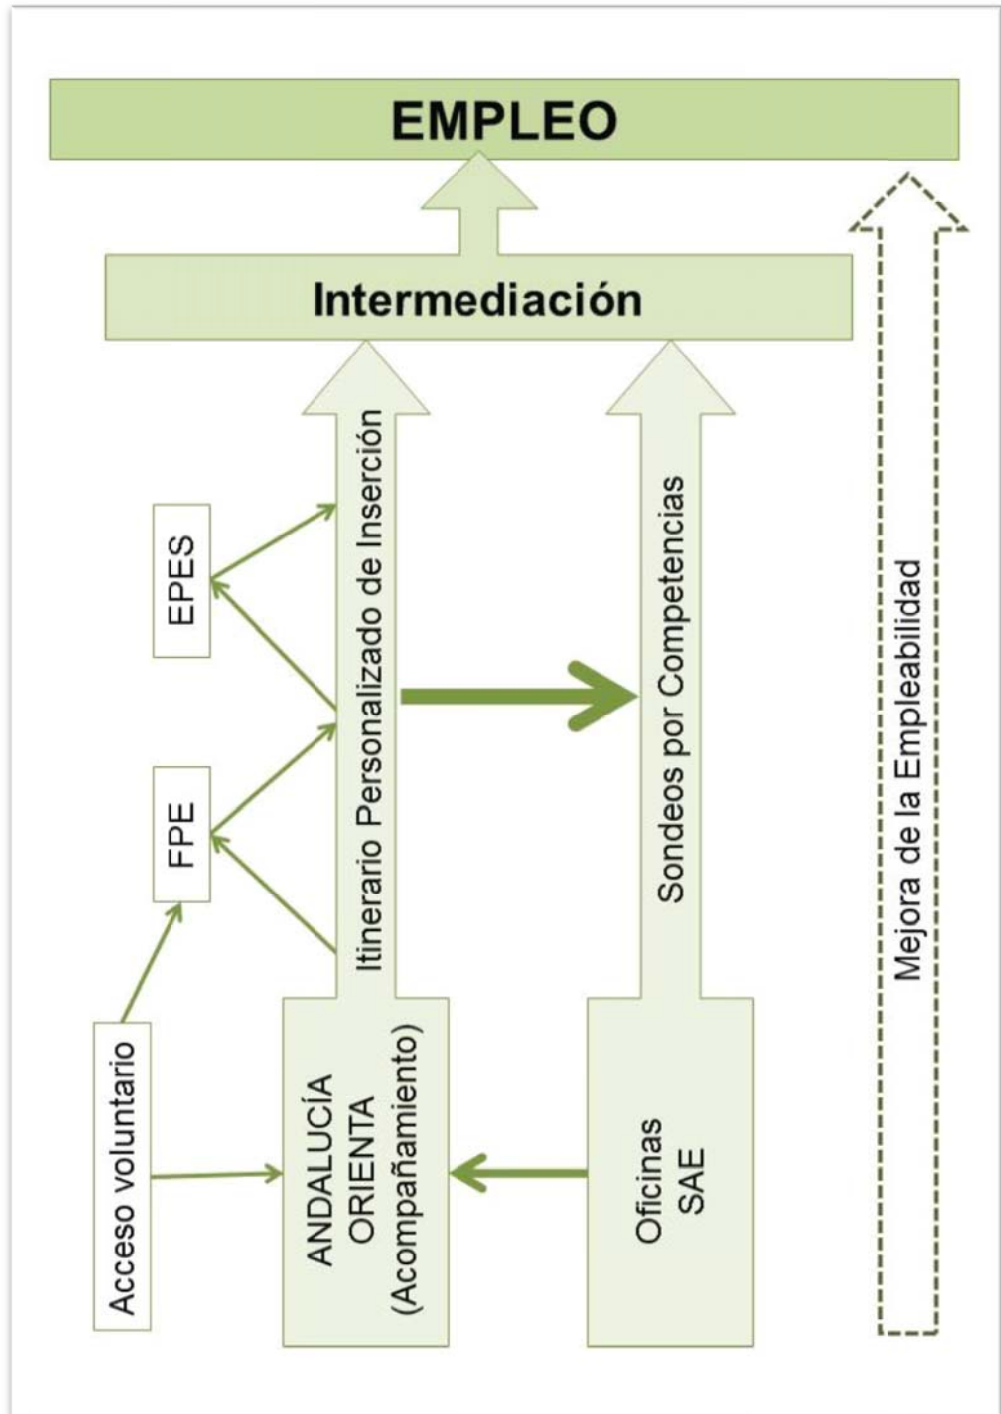 EMPLEO
Intermediación
EPES
FPE
Acceso voluntario
Itinerario Personalizado de Inserción
ANDALUCÍA
ORIENTA
(Acompañamiento)
Sondeos por Competencias
Oficinas
SAE
Mejora de la Empleabilidad